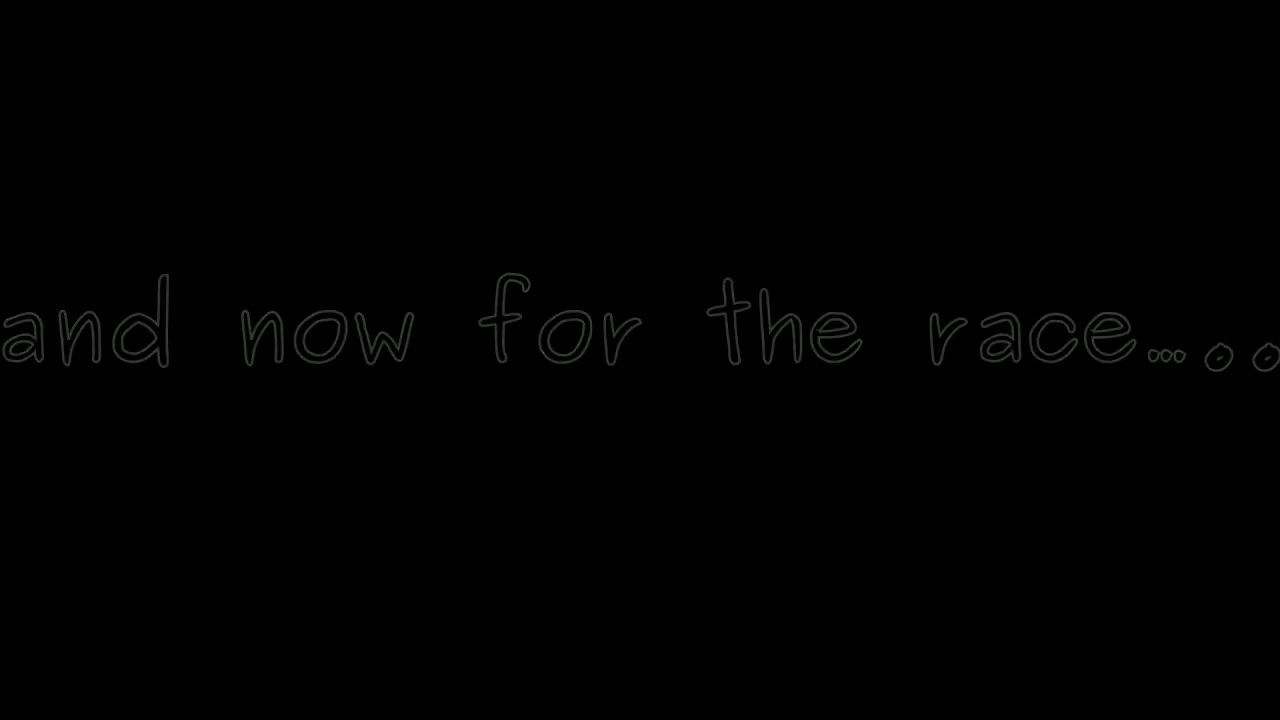 and now for the race.....